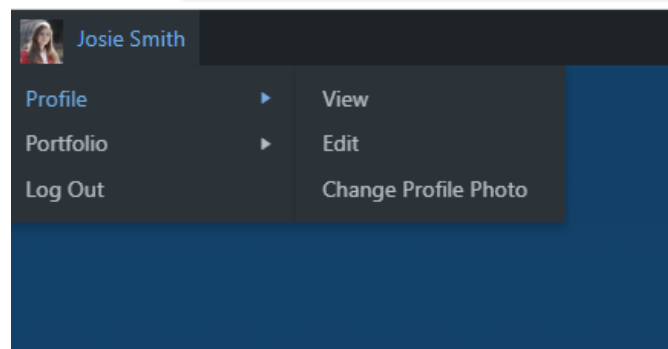 Josie Smith
Profile
View
Portfolio
Edit
Log Out
Change Profile Photo